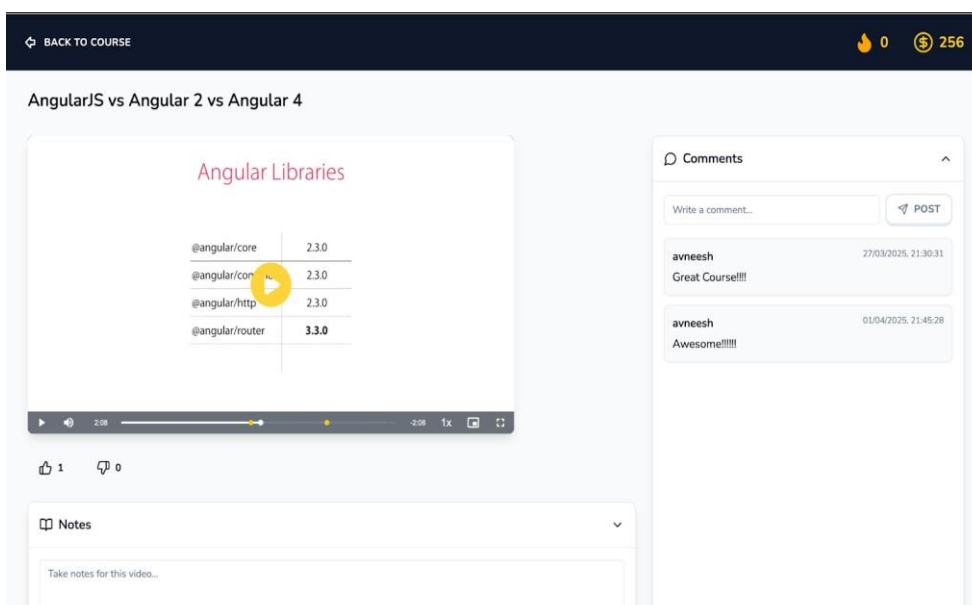 BACK TO COURSE
0
256
AngularJS vs Angular 2 vs Angular 4
Angular Libraries
@angular/core 2.3.0
@angular/com 2.3.0
@angular/http 2.3.0
@angular/router 3.3.0
2:08
-2:08
1x
1
0
Notes
Take notes for this video...
Comments
Write a comment...
POST
avneesh
27/03/2025, 21:30:31
Great Course!!!!
avneesh
01/04/2025, 21:45:28
Awesome!!!!!!